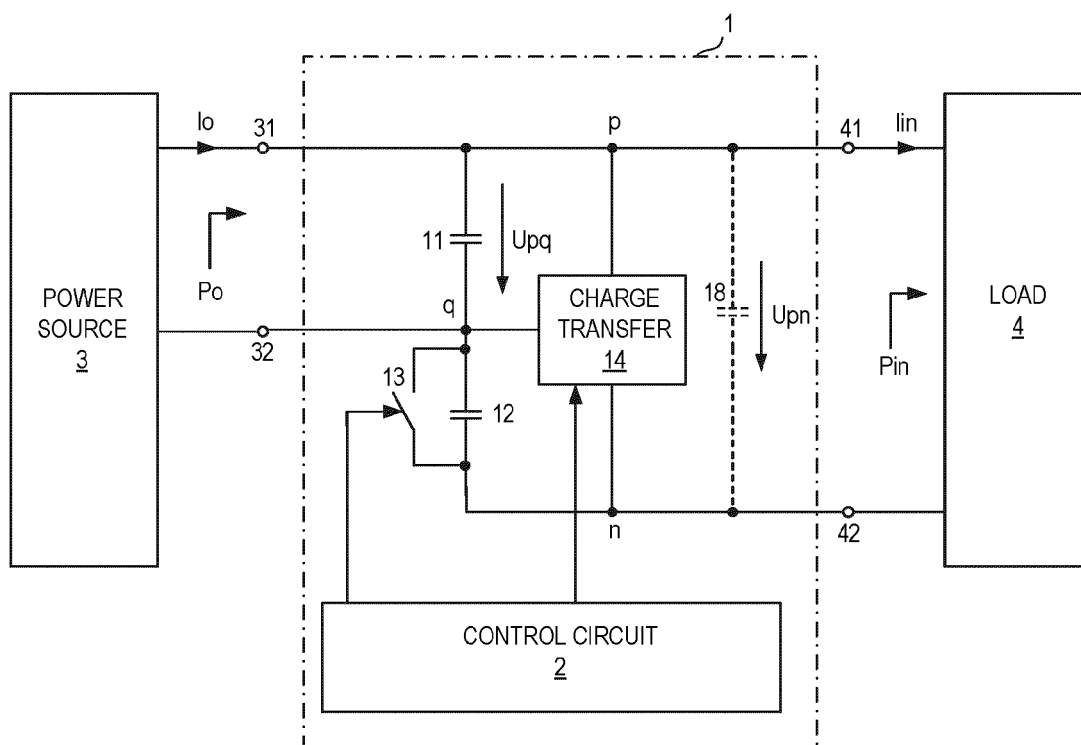 1
Io
31
p
41
Iin
11
Upq
Po
POWER
SOURCE
3
32
q
CHARGE
TRANSFER
14
18
Upn
Pin
LOAD
4
13
12
n
42
CONTROL CIRCUIT
2